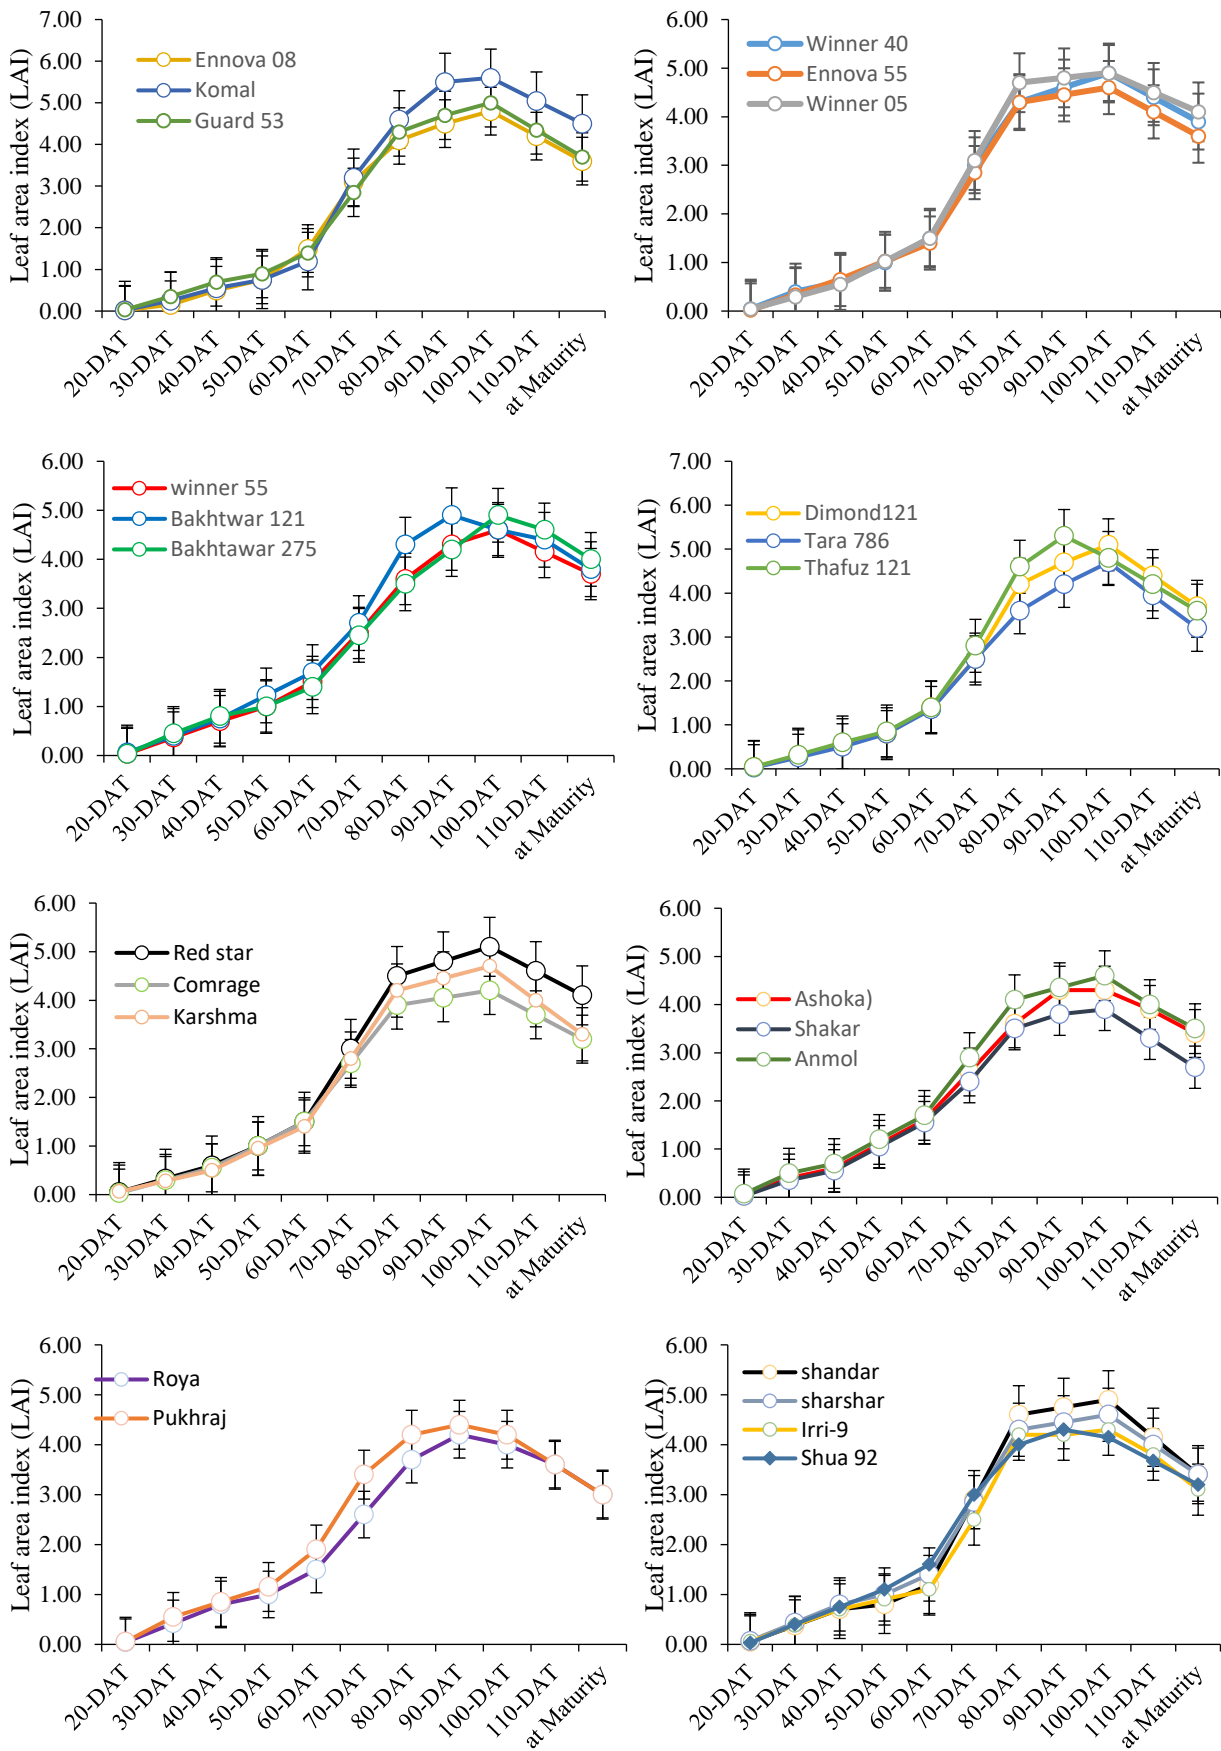 7.00
6.00
5.00
4.00
3.00
2.00
1.00
0.00
Leaf area index (LAI)
Ennova 08
Komal
Guard 53
20-DAT
30-DAT
40-DAT
50-DAT
60-DAT
70-DAT
80-DAT
90-DAT
100-DAT
110-DAT
at Maturity
6.00
5.00
4.00
3.00
2.00
1.00
0.00
Leaf area index (LAI)
Winner 40
Ennova 55
Winner 05
20-DAT
30-DAT
40-DAT
50-DAT
60-DAT
70-DAT
80-DAT
90-DAT
100-DAT
110-DAT
at Maturity
6.00
5.00
4.00
3.00
2.00
1.00
0.00
Leaf area index (LAI)
winner 55
Bakhtwar 121
Bakhtawar 275
20-DAT
30-DAT
40-DAT
50-DAT
60-DAT
70-DAT
80-DAT
90-DAT
100-DAT
110-DAT
at Maturity
7.00
6.00
5.00
4.00
3.00
2.00
1.00
0.00
Leaf area index (LAI)
Dimond121
Tara 786
Thafuz 121
20-DAT
30-DAT
40-DAT
50-DAT
60-DAT
70-DAT
80-DAT
90-DAT
100-DAT
110-DAT
at Maturity
6.00
5.00
4.00
3.00
2.00
1.00
0.00
Leaf area index (LAI)
Red star
Comrage
Karshma
20-DAT
30-DAT
40-DAT
50-DAT
60-DAT
70-DAT
80-DAT
90-DAT
100-DAT
110-DAT
at Maturity
6.00
5.00
4.00
3.00
2.00
1.00
0.00
Leaf area index (LAI)
Ashoka)
Shakar
Anmol
20-DAT
30-DAT
40-DAT
50-DAT
60-DAT
70-DAT
80-DAT
90-DAT
100-DAT
110-DAT
at Maturity
6.00
5.00
4.00
3.00
2.00
1.00
0.00
Leaf area index (LAI)
Roya
Pukhraj
20-DAT
30-DAT
40-DAT
50-DAT
60-DAT
70-DAT
80-DAT
90-DAT
100-DAT
110-DAT
at Maturity
6.00
5.00
4.00
3.00
2.00
1.00
0.00
Leaf area index (LAI)
shandar
sharshar
Irri-9
Shua 92
20-DAT
30-DAT
40-DAT
50-DAT
60-DAT
70-DAT
80-DAT
90-DAT
100-DAT
110-DAT
at Maturity